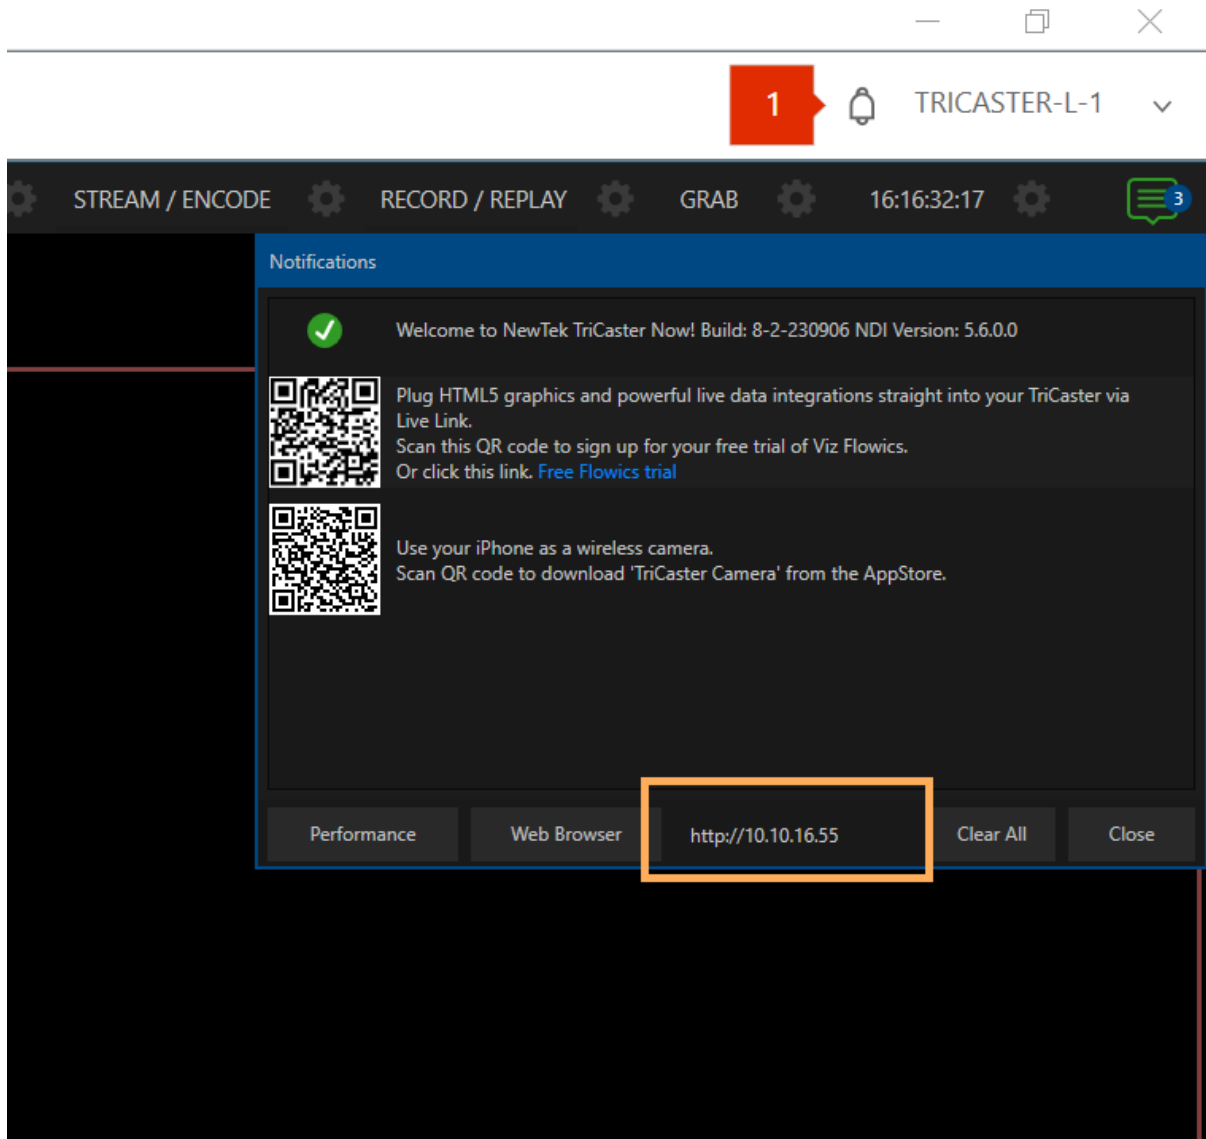 1
TRICASTER-L-1
STREAM / ENCODE
RECORD / REPLAY
GRAB
16:16:32:17
3
Notifications
Welcome to NewTek TriCaster Now! Build: 8-2-230906 NDI Version: 5.6.0.0
Plug HTML5 graphics and powerful live data integrations straight into your TriCaster via
Live Link.
Scan this QR code to sign up for your free trial of Viz Flowics.
Or click this link. Free Flowics trial
Use your iPhone as a wireless camera.
Scan QR code to download 'TriCaster Camera' from the AppStore.
Performance
Web Browser
http://10.10.16.55
Clear All
Close